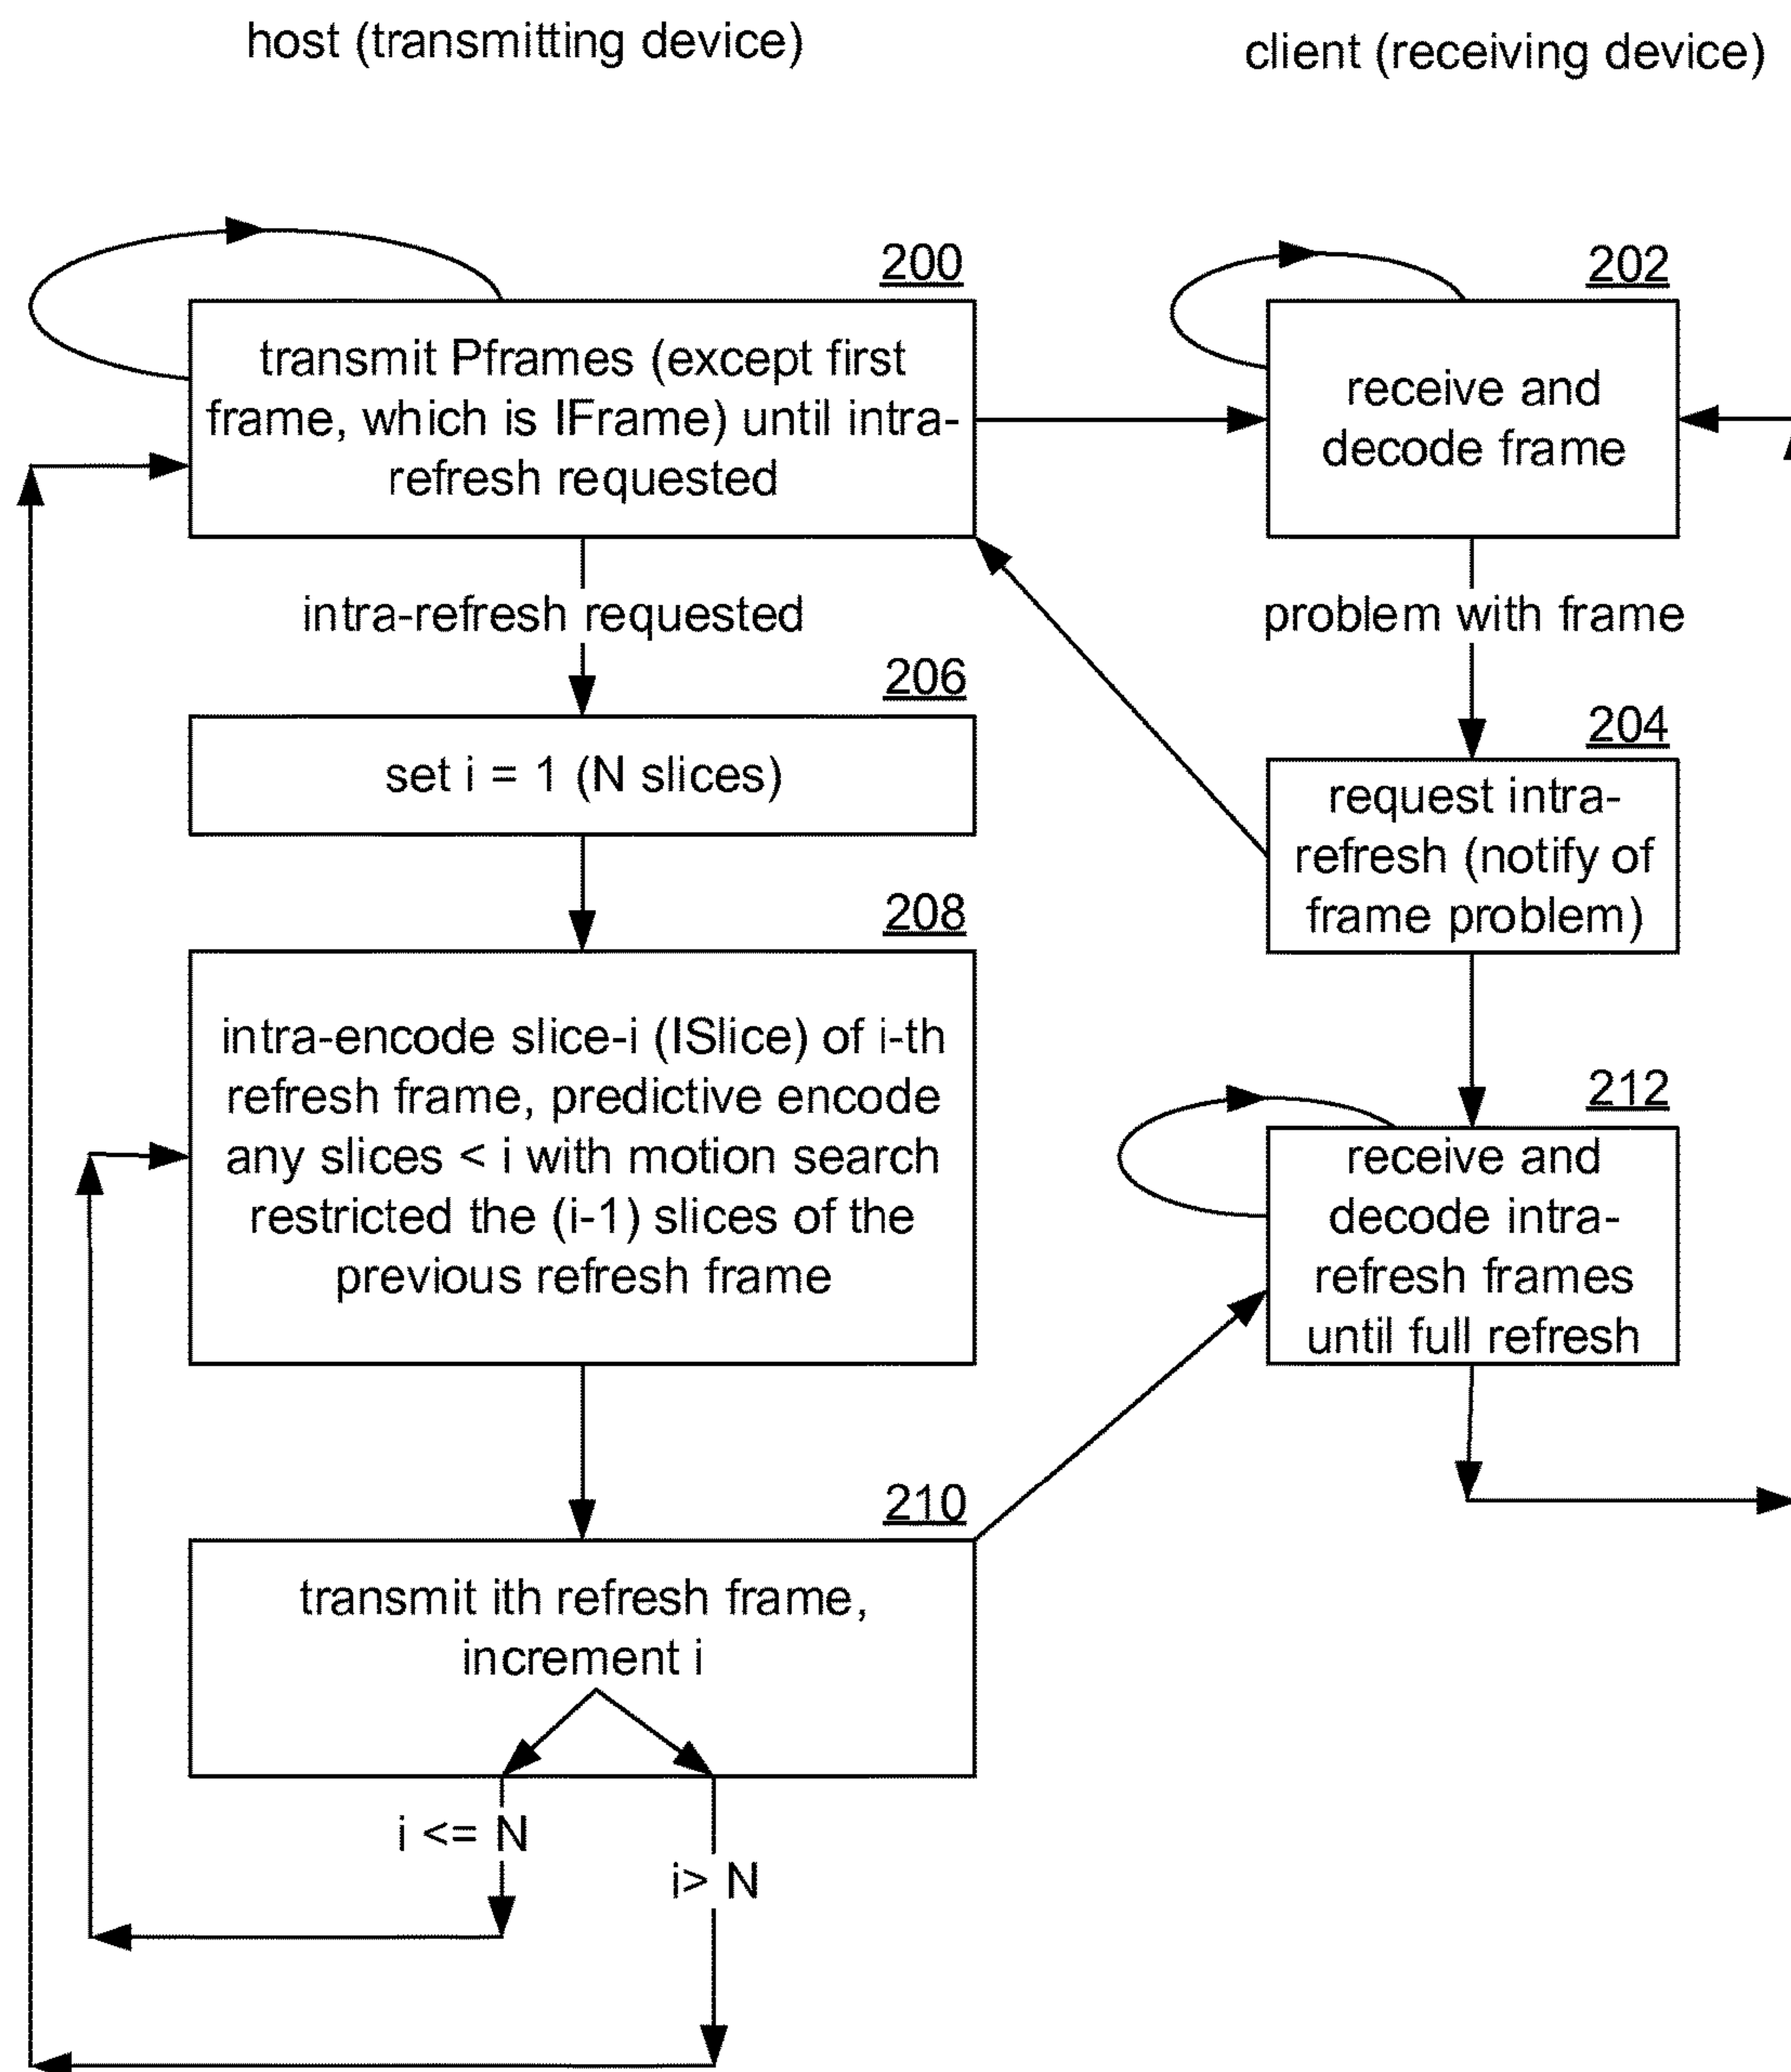 host (transmitting device)
client (receiving device)
200
transmit Pframes (except first
frame, which is IFrame) until intra-
refresh requested
202
receive and
decode frame
intra-refresh requested
problem with frame
206
set i = 1 (N slices)
204
request intra-
refresh (notify of
frame problem)
208
intra-encode slice-i (ISlice) of i-th
refresh frame, predictive encode
any slices < i with motion search
restricted the (i-1) slices of the
previous refresh frame
212
receive and
decode intra-
refresh frames
until full refresh
210
transmit ith refresh frame,
increment i
i <= N
i> N